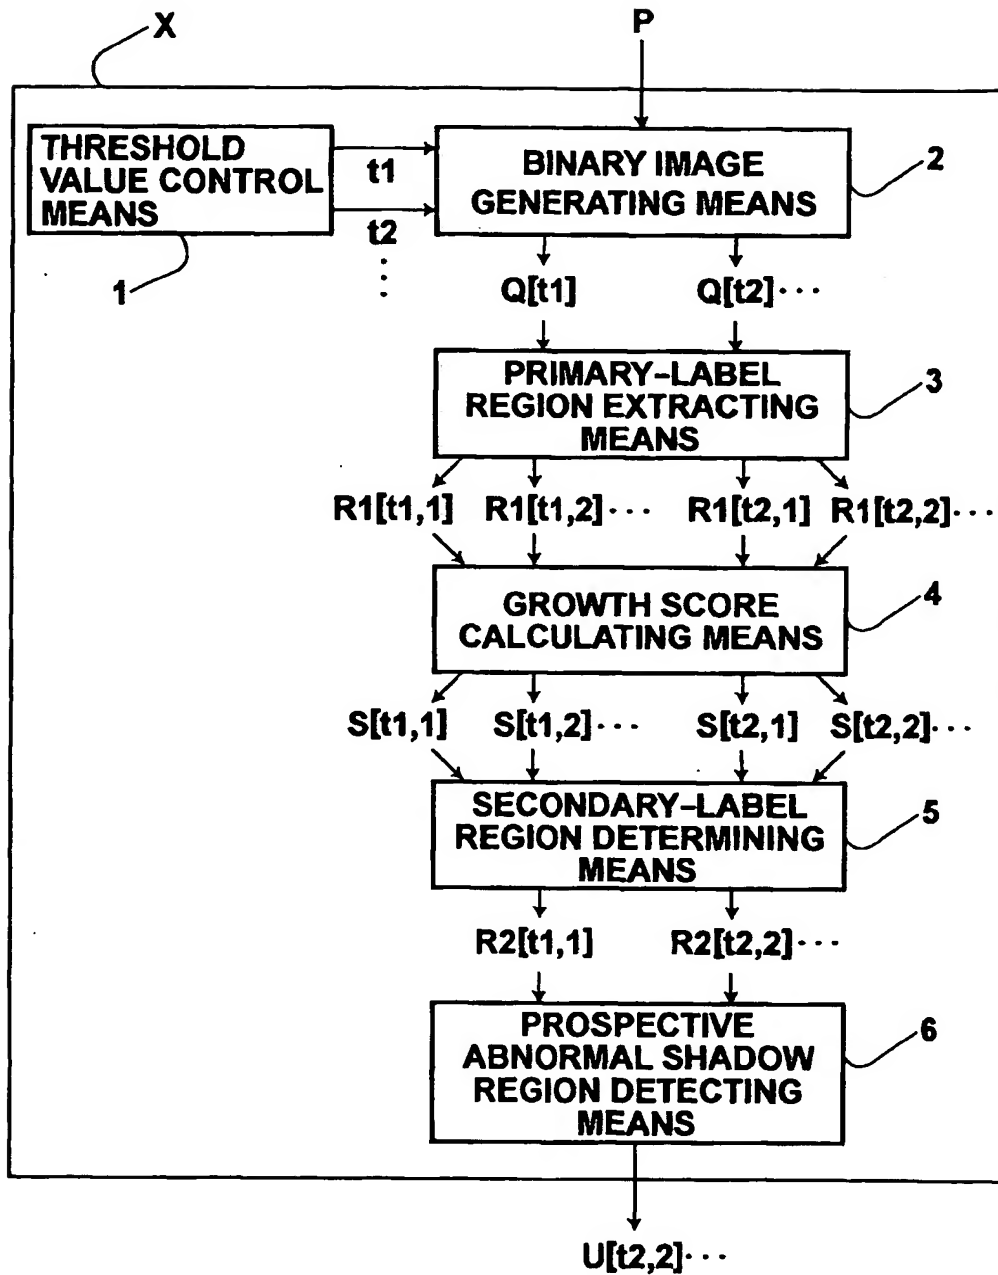 X
P
THRESHOLD
VALUE CONTROL
MEANS
t1
t2
1
BINARY IMAGE
GENERATING MEANS
2
Q[t1] Q[t2]···
PRIMARY–LABEL
REGION EXTRACTING
MEANS
3
R1[t1,1] R1[t1,2]··· R1[t2,1] R1[t2,2]···
GROWTH SCORE
CALCULATING MEANS
4
S[t1,1] S[t1,2]··· S[t2,1] S[t2,2]···
SECONDARY–LABEL
REGION DETERMINING
MEANS
5
R2[t1,1] R2[t2,2]···
PROSPECTIVE
ABNORMAL SHADOW
REGION DETECTING
MEANS
6
U[t2,2]···